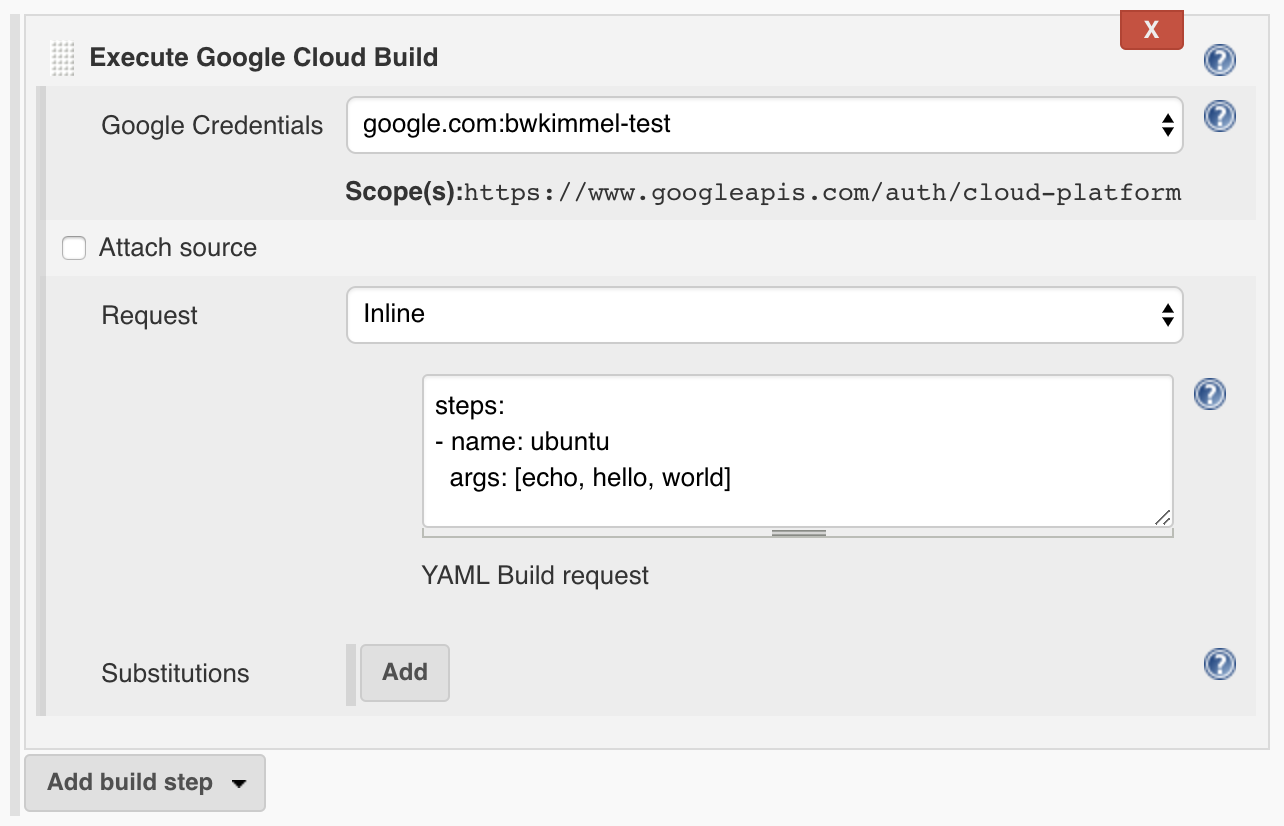 X
Execute Google Cloud Build
?
Google Credentials google.com:bwkimmel-test ?
Scope(s):https://www.googleapis.com/auth/cloud-platform
Attach source
Request Inline
steps: ?
- name: ubuntu
  args: [echo, hello, world]
YAML Build request
Substitutions Add ?
Add build step